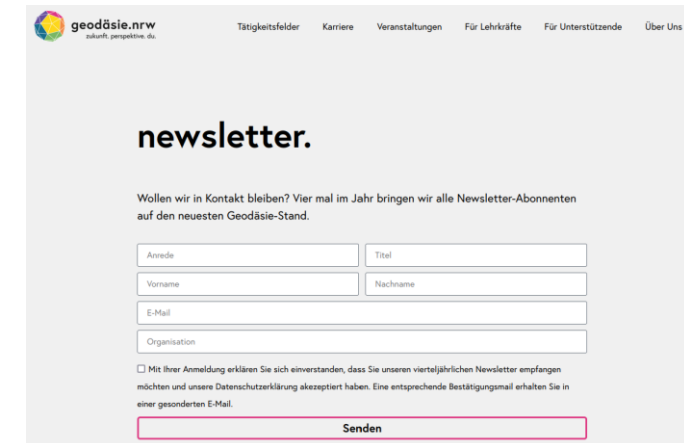 geodäsie.nrw
zukunft. perspektive. du.
Tätigkeitsfelder Karriere Veranstaltungen Für Lehrkräfte Für Unterstützende Über Uns
newsletter.
Wollen wir in Kontakt bleiben? Vier mal im Jahr bringen wir alle Newsletter-Abonnenten
auf den neuesten Geodäsie-Stand.
Anrede Titel
Vorname Nachname
E-Mail
Organisation
Mit Ihrer Anmeldung erklären Sie sich einverstanden, dass Sie unseren vierteljährlichen Newsletter empfangen
möchten und unsere Datenschutzerklärung akezeptiert haben. Eine entsprechende Bestätigungsmail erhalten Sie in
einer gesonderten E-Mail.
Senden